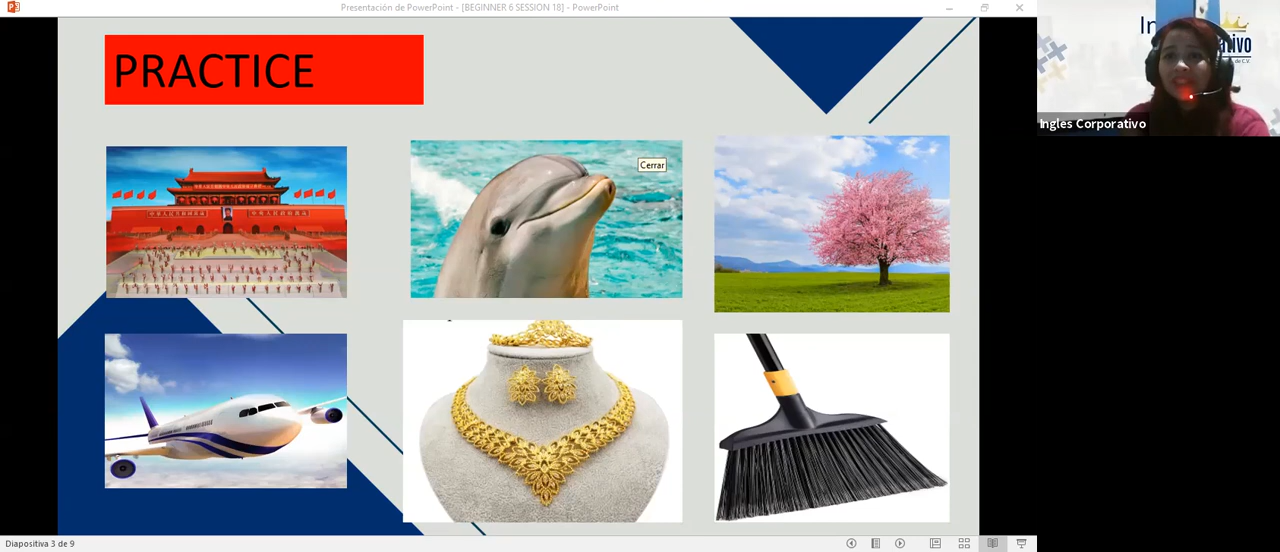 Presentación de PowerPoint - [BEGINNER 6 SESSION 18] - PowerPoint
PRACTICE
Cerrar
Ingles Corporativo
Diapositiva 3 de 9